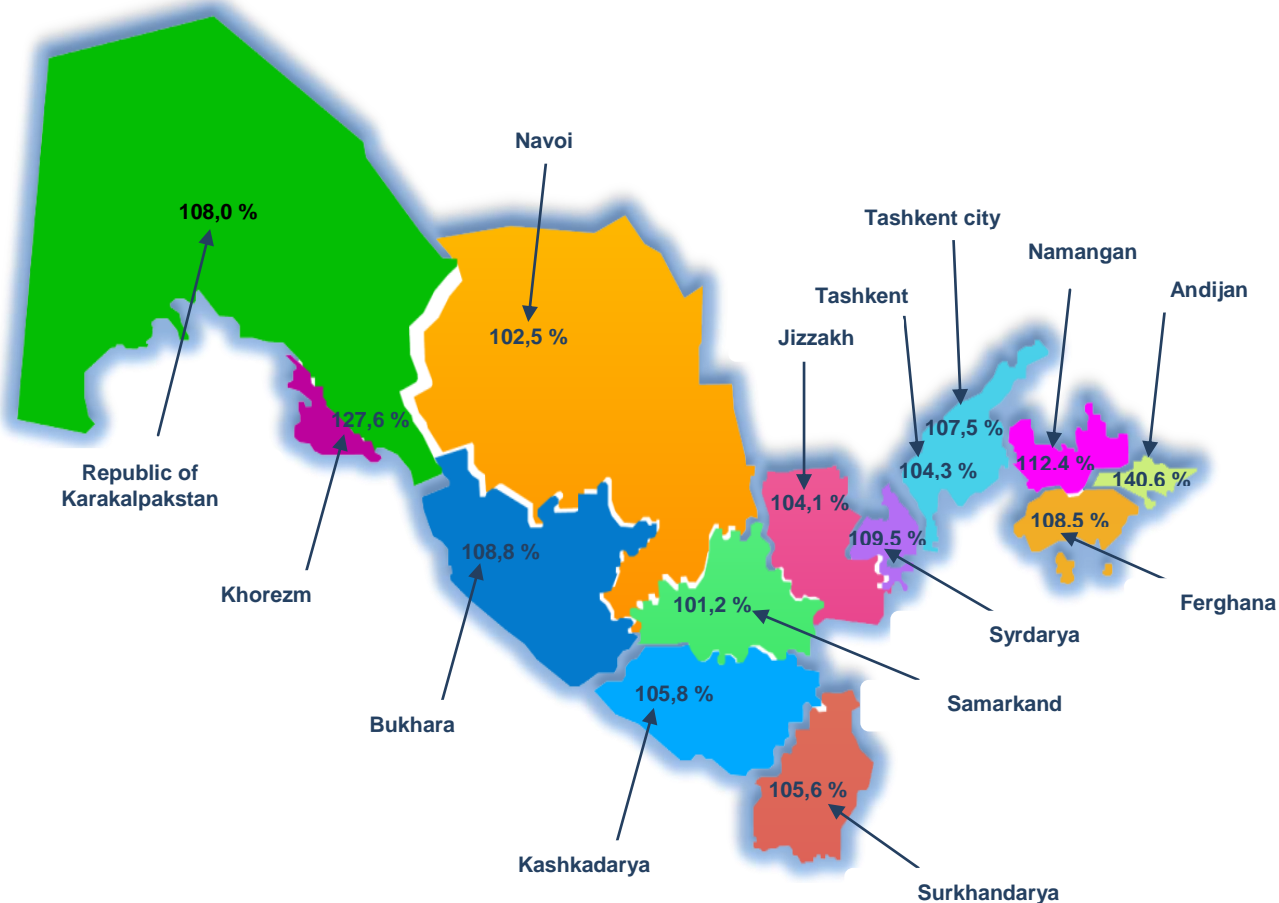 Navoi
108,0 %
Tashkent city
Namangan
Tashkent
Andijan
Jizzakh
102,5 %
127,6 %
107,5 %
104,3 %
112.4 %
140.6 %
Republic of
Karakalpakstan
104,1 %
108.5 %
109.5 %
108,8 %
Khorezm
101,2 %
Ferghana
Syrdarya
105,8 %
Samarkand
Bukhara
105,6 %
Kashkadarya
Surkhandarya